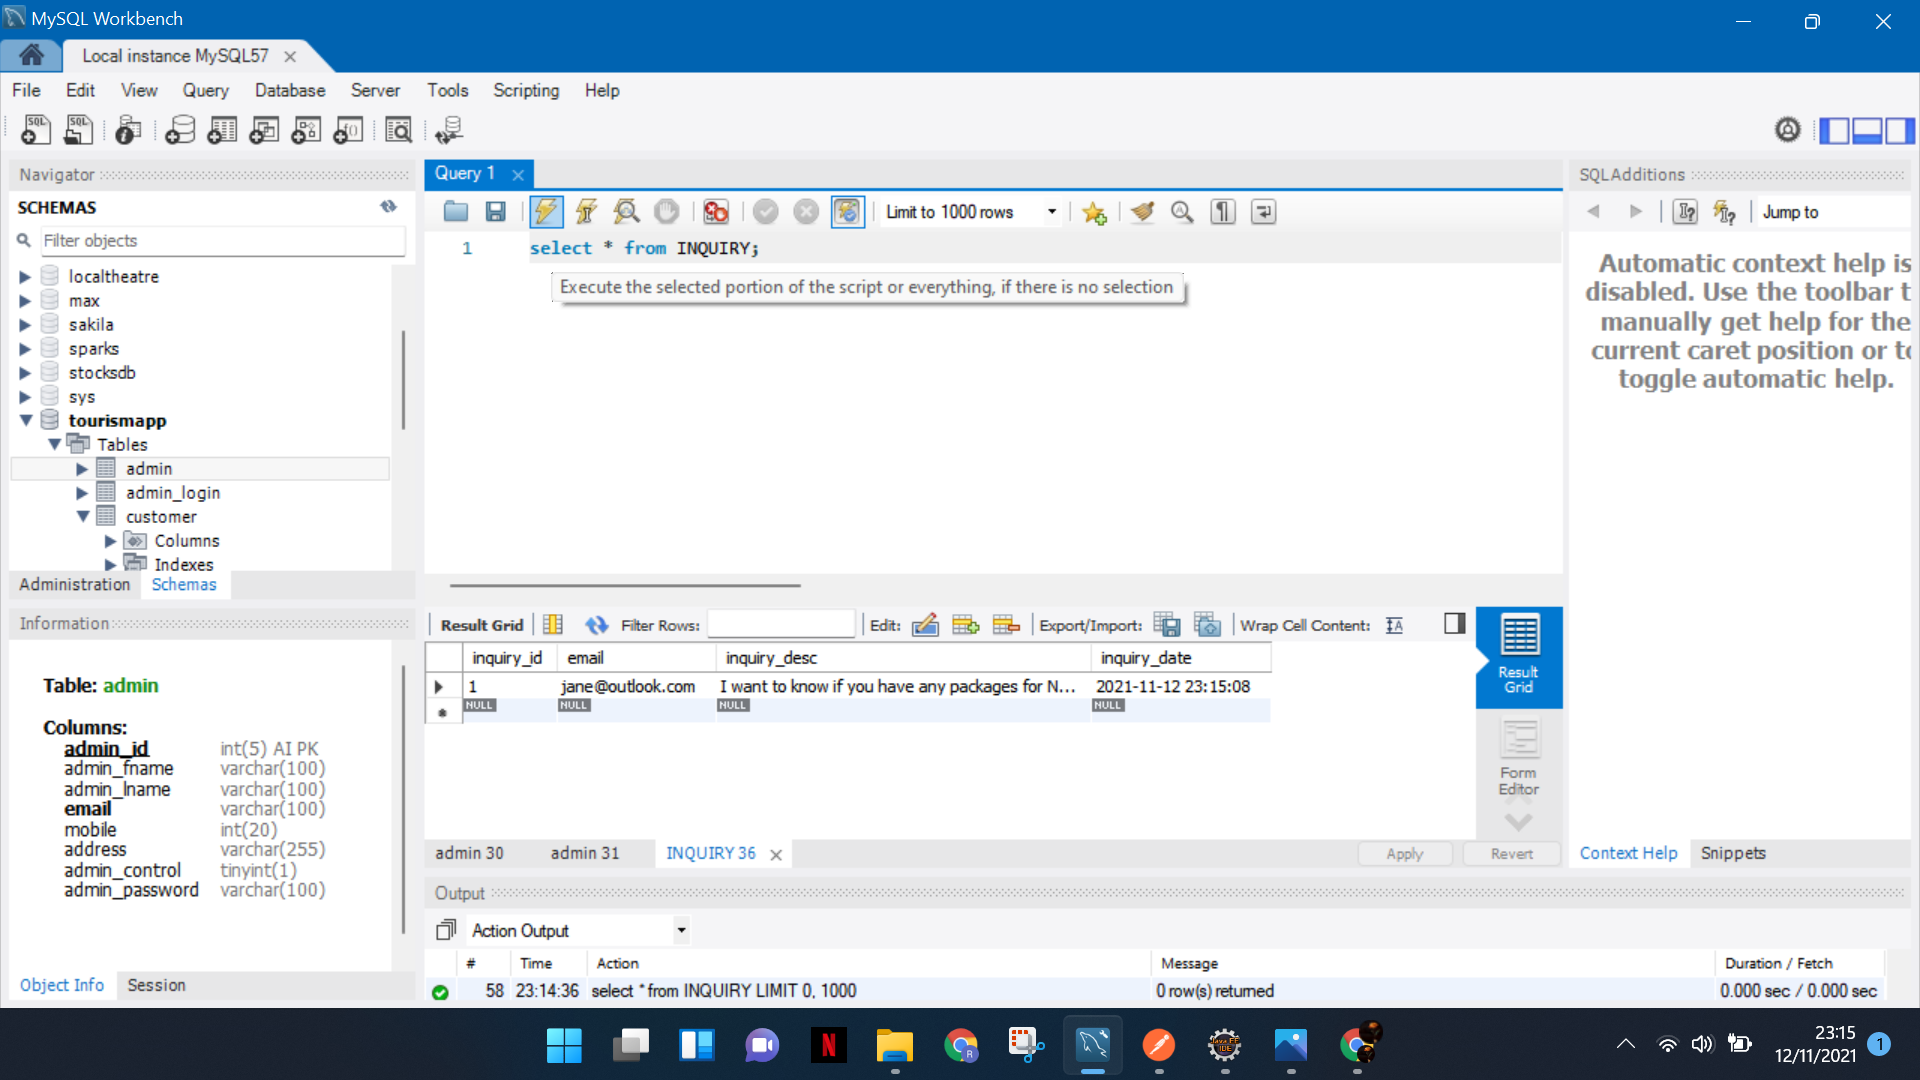 MySQL Workbench
Local instance MySQL57
File Edit View Query Database Server Tools Scripting Help
Navigator
SCHEMAS
Filter objects
localtheatre
max
sakila
sparks
stocksdb
sys
tourismapp
Tables
admin
admin_login
customer
Columns
Indexes
Administration Schemas
Information
Table: admin
Columns:
admin_id int(5) AI PK
admin_fname varchar(100)
admin_lname varchar(100)
email varchar(100)
mobile int(20)
address varchar(255)
admin_control tinyint(1)
admin_password varchar(100)
Object Info Session
Query 1
Limit to 1000 rows
1 select * from INQUIRY;
Execute the selected portion of the script or everything, if there is no selection
Result Grid Filter Rows: Edit: Export/Import: Wrap Cell Content:
inquiry_id email inquiry_desc inquiry_date
1 jane@outlook.com I want to know if you have any packages for N... 2021-11-12 23:15:08
NULL NULL NULL NULL
Result
Grid
Form
Editor
admin 30 admin 31 INQUIRY 36 Apply Revert
SQLAdditions
Jump to
Automatic context help is
disabled. Use the toolbar t
manually get help for the
current caret position or to
toggle automatic help.
Context Help Snippets
Output
Action Output
# Time Action Message Duration / Fetch
58 23:14:36 select * from INQUIRY LIMIT 0, 1000 0 row(s) returned 0.000 sec / 0.000 sec
23:15
12/11/2021
1